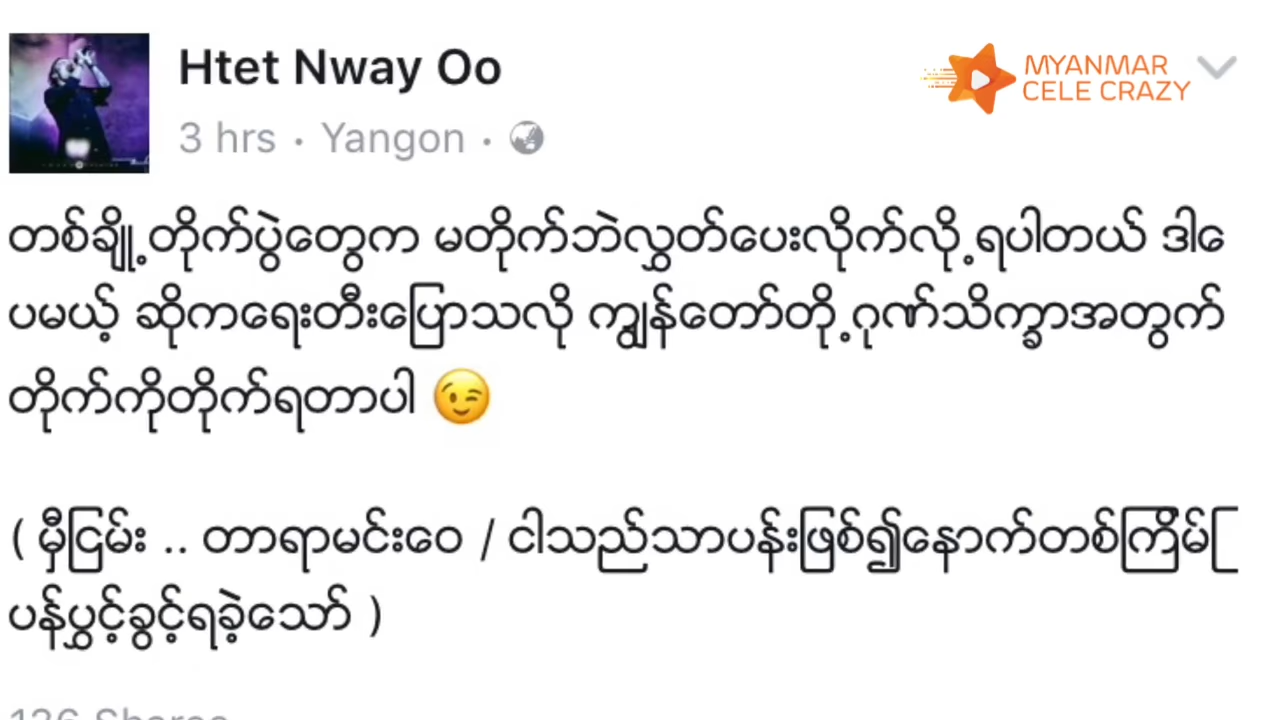 Htet Nway Oo
MYANMAR
CELE CRAZY
3 hrs · Yangon ·
တစ်ချို့တိုက်ပွဲတွေက မတိုက်ဘဲလွှတ်ပေးလိုက်လို့ရပါတယ် ဒါပေ
ပမယ့် ဆိုကရေးတီးပြောသလို ကျွန်တော်တို့ဂုဏ်သိက္ခာအတွက်
တိုက်ကိုတိုက်ရတာပါ 😉
( မှီငြမ်း .. တာရာမင်းဝေ / ငါသည်သာပန်းဖြစ်၍နောက်တစ်ကြိမ်ပြ
ပန်ပွှင့်ခွင့်ရခဲ့သော် )
136 Shares